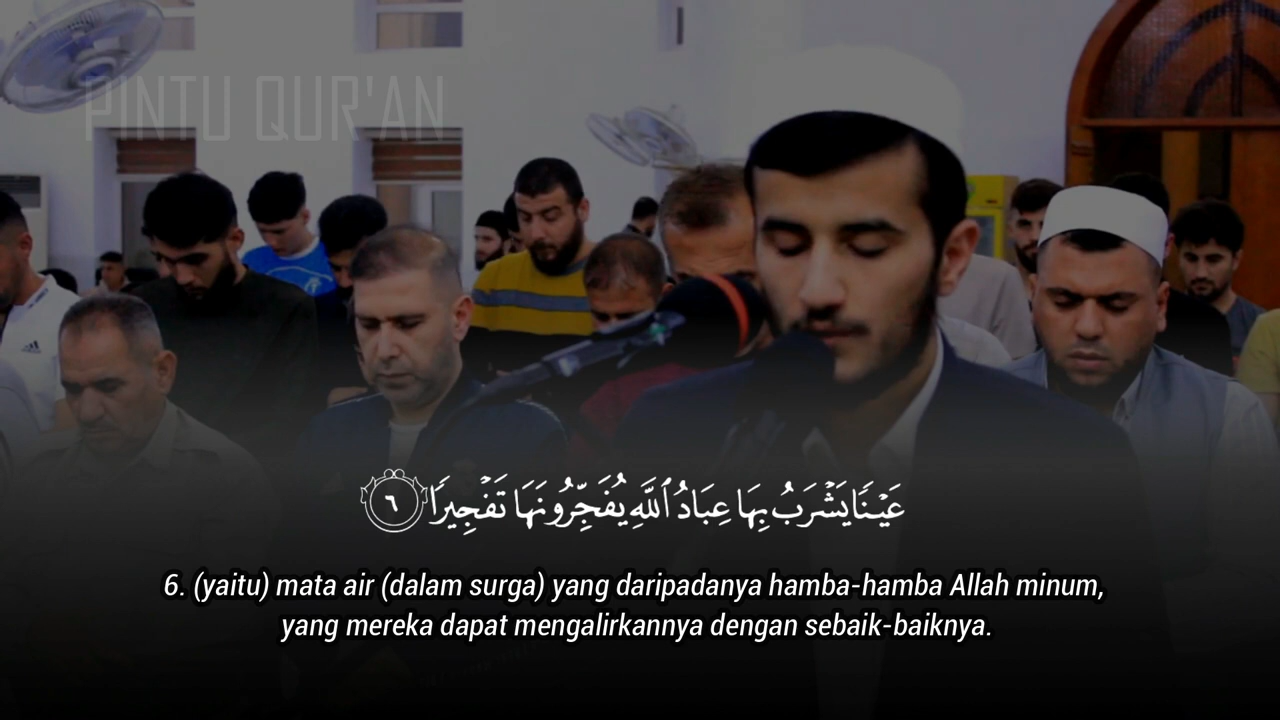 PINTU QUR'AN
عَيْنًا يَشْرَبُ بِهَا عِبَادُ ٱللَّهِ يُفَجِّرُونَهَا تَفْجِيرًا ٦
6. (yaitu) mata air (dalam surga) yang daripadanya hamba-hamba Allah minum,
yang mereka dapat mengalirkannya dengan sebaik-baiknya.